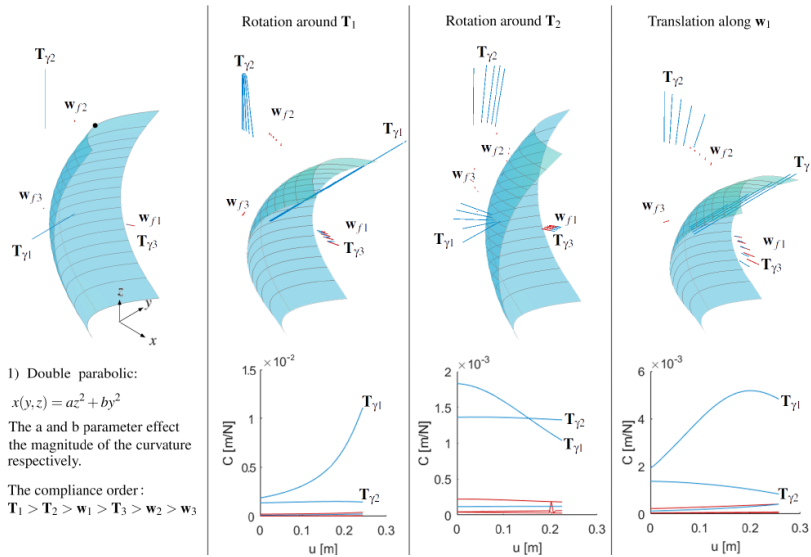 Rotation around T1
Rotation around T2
Translation along w1
Tγ2
wf2
wf3
Tγ1
wf1
Tγ3
z
y
x
Tγ2
wf2
Tγ1
wf3
wf1
Tγ3
Tγ2
wf2
wf3
wf1
Tγ1
Tγ3
Tγ2
wf2
Tγ
wf3
wf1
Tγ3
1) Double parabolic:
x(y,z) = az² + by²
The a and b parameter effect
the magnitude of the curvature
respectively.
The compliance order:
T1 > T2 > w1 > T3 > w2 > w3
×10⁻²
1.5
1
0.5
0
C [m/N]
Tγ1
Tγ2
0 0.1 0.2 0.3
u [m]
×10⁻³
2
1.5
1
0.5
0
C [m/N]
Tγ2
Tγ1
0 0.1 0.2 0.3
u [m]
×10⁻³
6
4
2
0
C [m/N]
Tγ1
Tγ2
0 0.1 0.2 0.3
u [m]